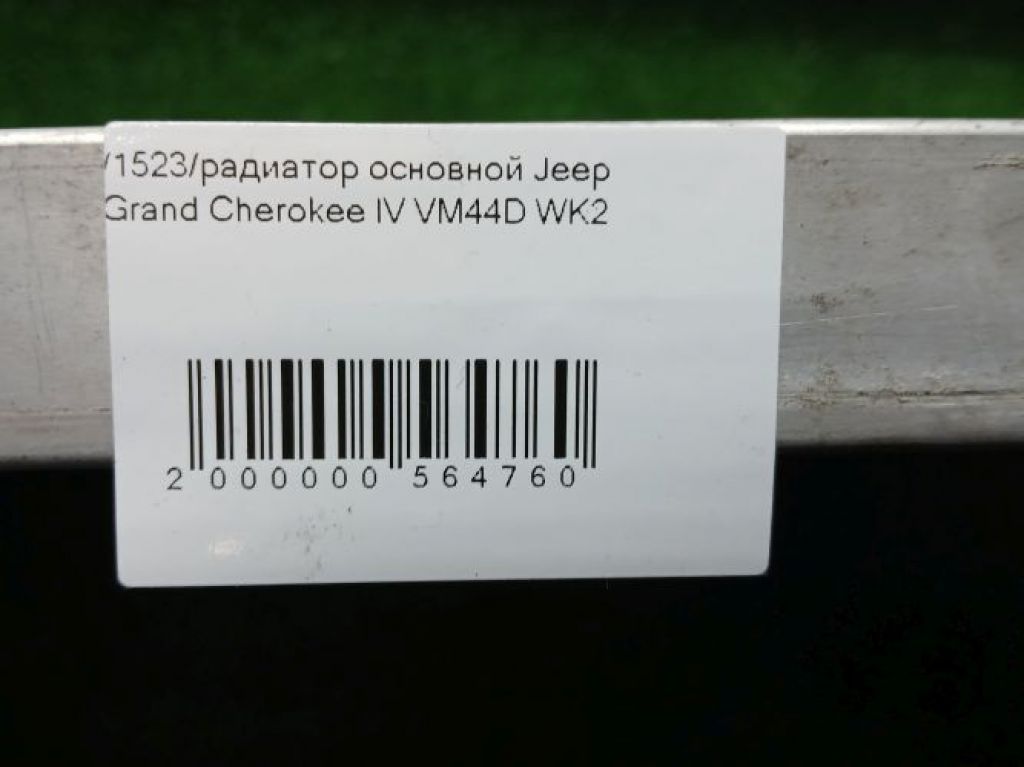 /1523/радиатор основной Jeep
Grand Cherokee IV VM44D WK2
2 000000 564760